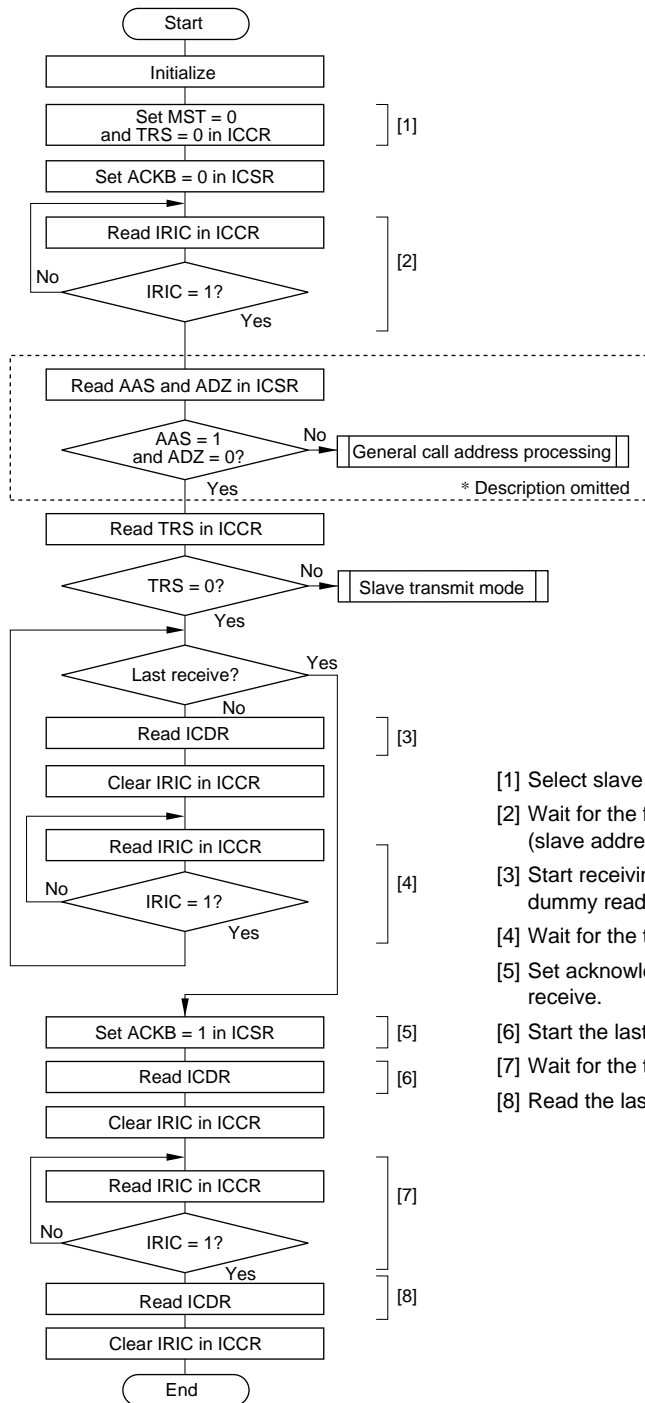 Start
Initialize
Set MST = 0
and TRS = 0 in ICCR
[1]
Set ACKB = 0 in ICSR
Read IRIC in ICCR
[2]
No
IRIC = 1?
Yes
Read AAS and ADZ in ICSR
AAS = 1
and ADZ = 0?
No
General call address processing
Yes
* Description omitted
Read TRS in ICCR
TRS = 0?
No
Slave transmit mode
Yes
Last receive?
Yes
No
Read ICDR
[3]
Clear IRIC in ICCR
Read IRIC in ICCR
[4]
No
IRIC = 1?
Yes
Set ACKB = 1 in ICSR
[5]
Read ICDR
[6]
Clear IRIC in ICCR
Read IRIC in ICCR
[7]
No
IRIC = 1?
Yes
Read ICDR
[8]
Clear IRIC in ICCR
End
[1] Select slave
[2] Wait for the
(slave
[3] Start
dummy read
[4] Wait for the
[5] Set
receive.
[6] Start the last
[7] Wait for the
[8] Read the